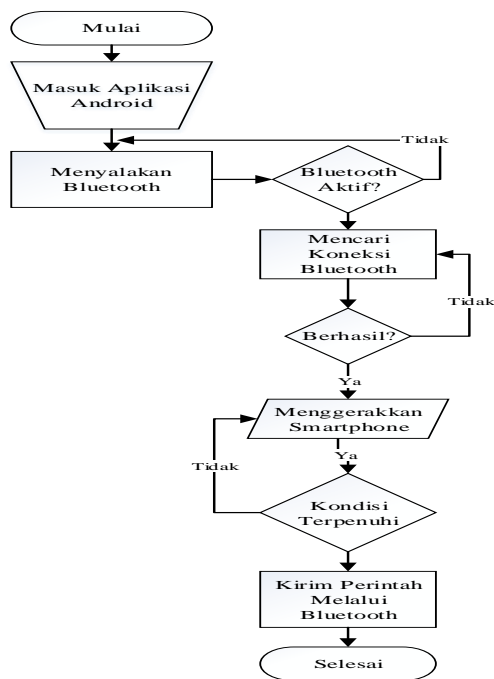 Mulai
Masuk Aplikasi
Android
Tidak
Menyalakan
Bluetooth
Bluetooth
Aktif?
Mencari
Koneksi
Bluetooth
Tidak
Berhasil?
Ya
Menggerakkan
Smartphone
Ya
Tidak
Kondisi
Terpenuhi
Kirim Perintah
Melalui
Bluetooth
Selesai